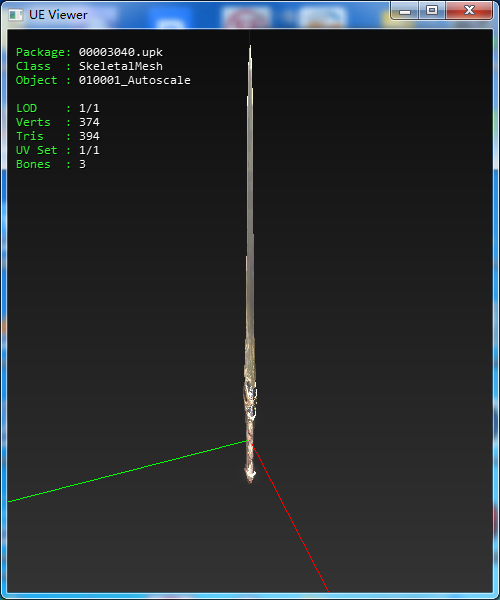 UE Viewer
Package: 00003040.upk
Class  : SkeletalMesh
Object : 010001_Autoscale
LOD    : 1/1
Verts  : 374
Tris   : 394
UV Set : 1/1
Bones  : 3